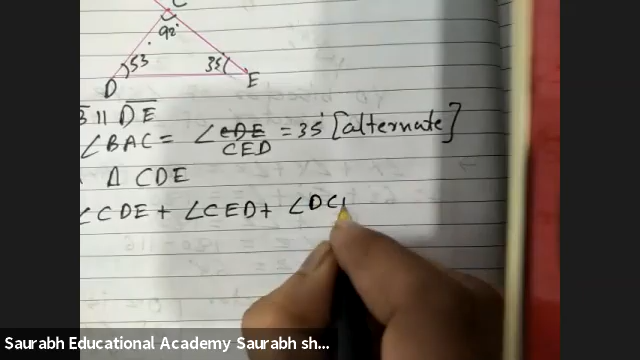 C
92°
53
35
D
E
B || DE
∠BAC = ∠CDE = 35° [alternate]
CED
Δ CDE
∠CDE + ∠CED + ∠DC
Saurabh Educational Academy Saurabh sh...